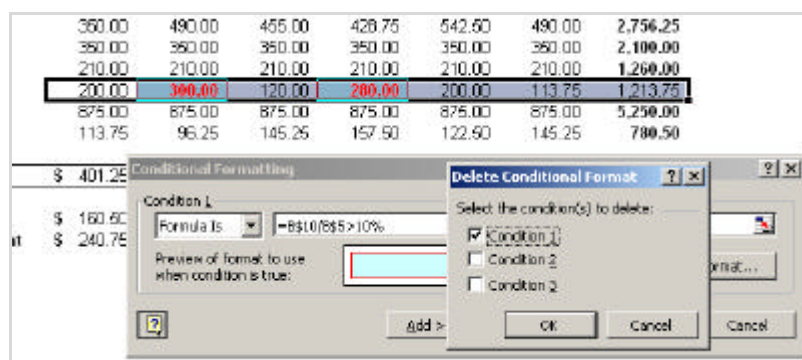 350.00 490.00 455.00 428.75 542.50 490.00 2,756.25
350.00 350.00 350.00 350.00 350.00 350.00 2,100.00
210.00 210.00 210.00 210.00 210.00 210.00 1,260.00
200.00 300.00 120.00 280.00 200.00 113.75 1,213.75
875.00 875.00 875.00 875.00 875.00 875.00 5,250.00
113.75 96.25 145.25 157.50 122.50 145.25 780.50
$ 401.25
$ 160.50
$ 240.75
Conditional Formatting
Condition 1
Formula Is
=B$10/B$5>10%
Preview of format to use
when condition is true:
Add >
Cancel
Delete Conditional Format
Select the condition(s) to delete:
Condition 1
Condition 2
Condition 3
OK Cancel